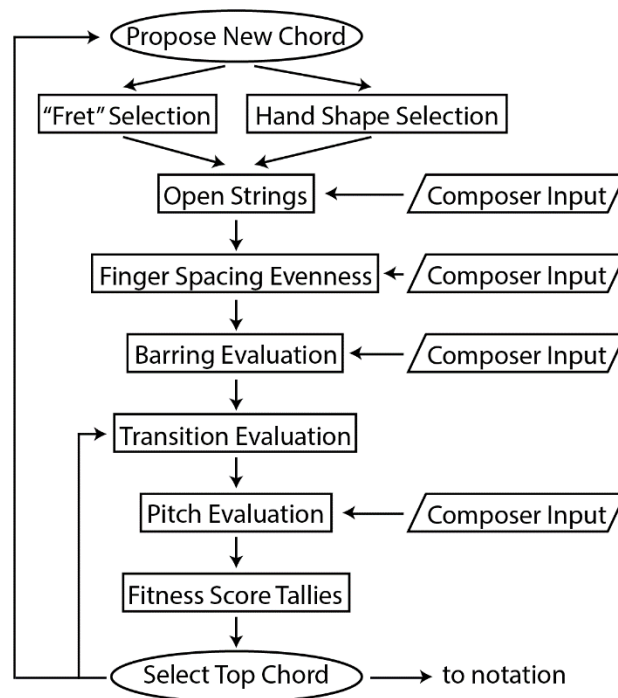 Propose New Chord
“Fret” Selection
Hand Shape Selection
Open Strings
Composer Input
Finger Spacing Evenness
Composer Input
Barring Evaluation
Composer Input
Transition Evaluation
Pitch Evaluation
Composer Input
Fitness Score Tallies
Select Top Chord
to notation